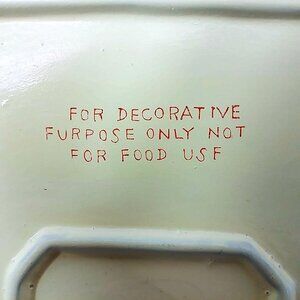 FOR DECORATIVE
FURPOSE ONLY NOT
FOR FOOD USF